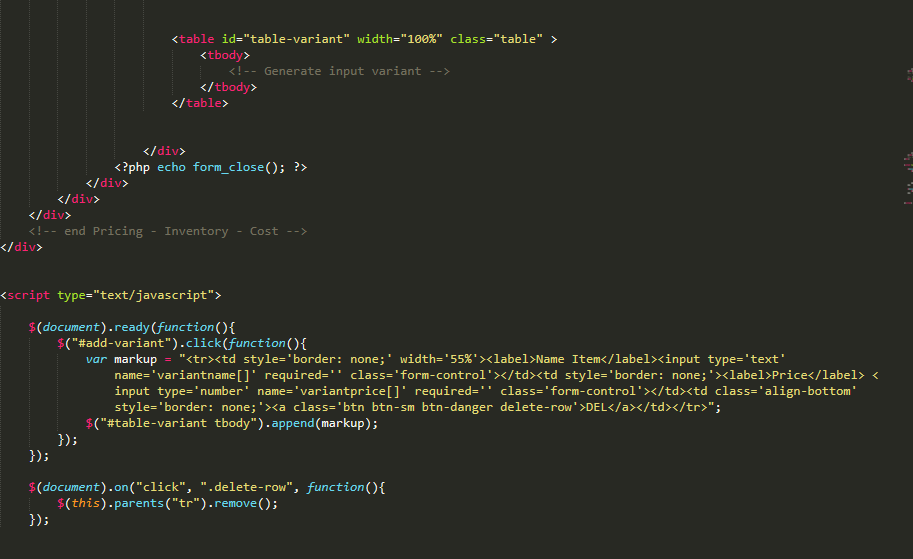 <table id="table-variant" width="100%" class="table" >
<tbody>
<!-- Generate input variant -->
</tbody>
</table>
</div>
<?php echo form_close(); ?>
</div>
</div>
</div>
<!-- end Pricing - Inventory - Cost -->
</div>
<script type="text/javascript">
$(document).ready(function(){
$("#add-variant").click(function(){
var markup = "<tr><td style='border: none;' width='55%'><label>Name Item</label><input type='text'
name='variantname[]' required='' class='form-control'></td><td style='border: none;'><label>Price</label> <
input type='number' name='variantprice[]' required='' class='form-control'></td><td class='align-bottom'
style='border: none;'><a class='btn btn-sm btn-danger delete-row'>DEL</a></td></tr>";
$("#table-variant tbody").append(markup);
});
});
$(document).on("click", ".delete-row", function(){
$(this).parents("tr").remove();
});